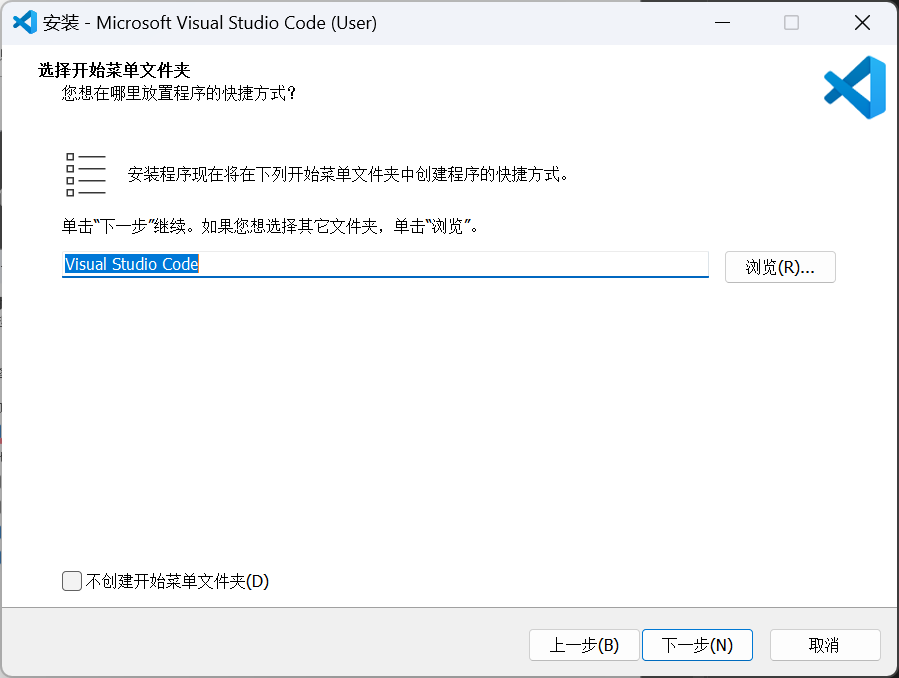 安装 - Microsoft Visual Studio Code (User)
选择开始菜单文件夹
您想在哪里放置程序的快捷方式？
安装程序现在将在下列开始菜单文件夹中创建程序的快捷方式。
单击“下一步”继续。如果您想选择其它文件夹，单击“浏览”。
Visual Studio Code
浏览(R)...
不创建开始菜单文件夹(D)
上一步(B)
下一步(N)
取消